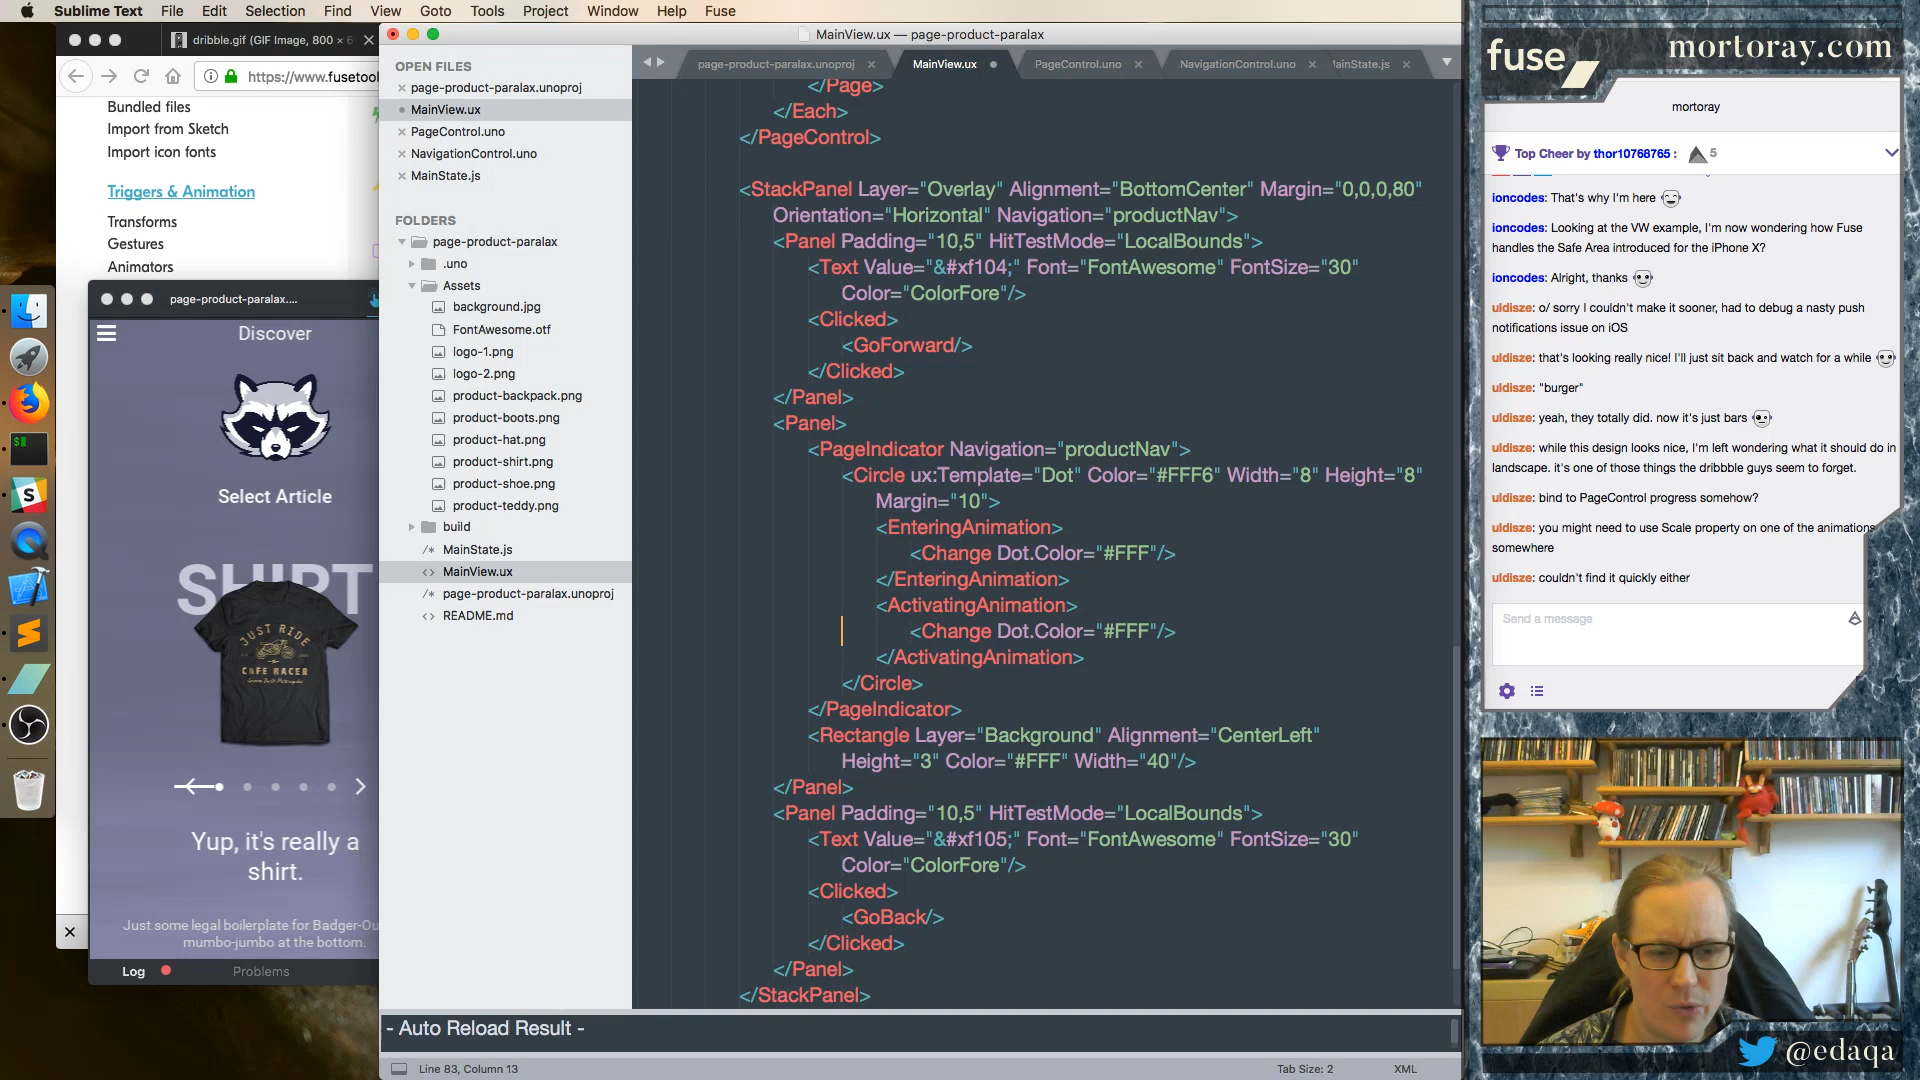 Sublime Text File Edit Selection Find View Goto Tools Project Window Help Fuse
dribble.gif (GIF Image, 800 × 6
https://www.fusetool
Bundled files
Import from Sketch
Import icon fonts
Triggers & Animation
Transforms
Gestures
Animators
page-product-paralax....
Discover
Select Article
SHIRT
JUST RIDE
CAFE RACER
Yup, it's really a
shirt.
Just some legal boilerplate for Badger-Ou
mumbo-jumbo at the bottom.
Log Problems
MainView.ux — page-product-paralax
OPEN FILES
page-product-paralax.unoproj
MainView.ux
PageControl.uno
NavigationControl.uno
MainState.js
FOLDERS
page-product-paralax
.uno
Assets
background.jpg
FontAwesome.otf
logo-1.png
logo-2.png
product-backpack.png
product-boots.png
product-hat.png
product-shirt.png
product-shoe.png
product-teddy.png
build
/* MainState.js
<> MainView.ux
/* page-product-paralax.unoproj
<> README.md
page-product-paralax.unoproj MainView.ux PageControl.uno NavigationControl.uno MainState.js
</Page>
</Each>
</PageControl>
<StackPanel Layer="Overlay" Alignment="BottomCenter" Margin="0,0,0,80"
Orientation="Horizontal" Navigation="productNav">
<Panel Padding="10,5" HitTestMode="LocalBounds">
<Text Value="&#xf104;" Font="FontAwesome" FontSize="30"
Color="ColorFore"/>
<Clicked>
<GoForward/>
</Clicked>
</Panel>
<Panel>
<PageIndicator Navigation="productNav">
<Circle ux:Template="Dot" Color="#FFF6" Width="8" Height="8"
Margin="10">
<EnteringAnimation>
<Change Dot.Color="#FFF"/>
</EnteringAnimation>
<ActivatingAnimation>
<Change Dot.Color="#FFF"/>
</ActivatingAnimation>
</Circle>
</PageIndicator>
<Rectangle Layer="Background" Alignment="CenterLeft"
Height="3" Color="#FFF" Width="40"/>
</Panel>
<Panel Padding="10,5" HitTestMode="LocalBounds">
<Text Value="&#xf105;" Font="FontAwesome" FontSize="30"
Color="ColorFore"/>
<Clicked>
<GoBack/>
</Clicked>
</Panel>
</StackPanel>
- Auto Reload Result -
Line 83, Column 13 Tab Size: 2 XML
fuse
mortoray.com
mortoray
Top Cheer by thor10768765 : 5
ioncodes: That's why I'm here
ioncodes: Looking at the VW example, I'm now wondering how Fuse
handles the Safe Area introduced for the iPhone X?
ioncodes: Alright, thanks
uldisze: o/ sorry I couldn't make it sooner, had to debug a nasty push
notifications issue on iOS
uldisze: that's looking really nice! I'll just sit back and watch for a while
uldisze: "burger"
uldisze: yeah, they totally did. now it's just bars
uldisze: while this design looks nice, I'm left wondering what it should do in
landscape. it's one of those things the dribbble guys seem to forget.
uldisze: bind to PageControl progress somehow?
uldisze: you might need to use Scale property on one of the animations
somewhere
uldisze: couldn't find it quickly either
Send a message
@edaqa